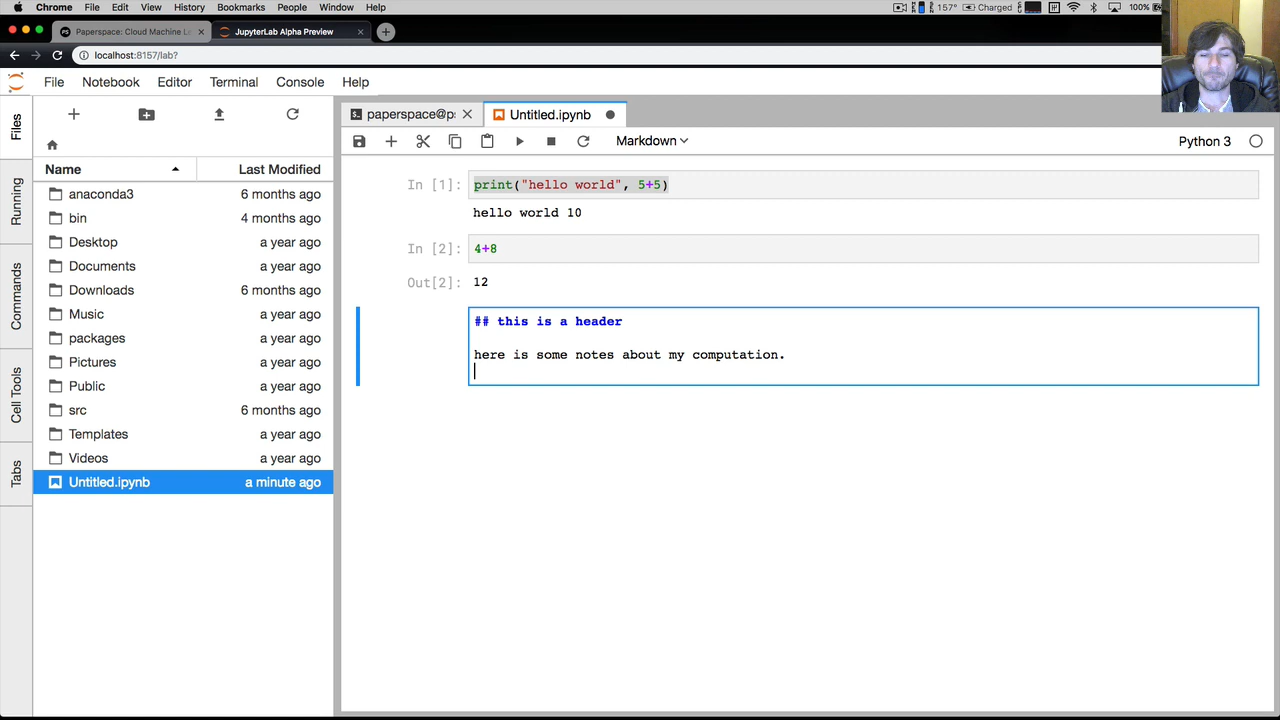 Chrome File Edit View History Bookmarks People Window Help 157° Charged 100%
Paperspace: Cloud Machine Le JupyterLab Alpha Preview
localhost:8157/lab?
File Notebook Editor Terminal Console Help
Files
Running
Commands
Cell Tools
Tabs
Name Last Modified
anaconda3 6 months ago
bin 4 months ago
Desktop a year ago
Documents a year ago
Downloads 6 months ago
Music a year ago
packages a year ago
Pictures a year ago
Public a year ago
src 6 months ago
Templates a year ago
Videos a year ago
Untitled.ipynb a minute ago
paperspace@p: Untitled.ipynb
Markdown Python 3
In [1]: print("hello world", 5+5)
hello world 10
In [2]: 4+8
Out[2]: 12
## this is a header
here is some notes about my computation.